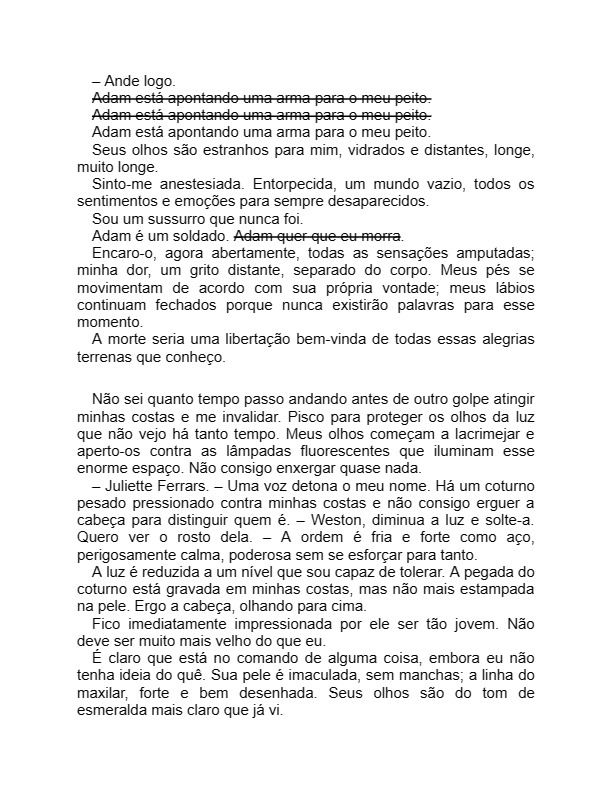 – Ande logo.
Adam está apontando uma arma para o meu peito.
Adam está apontando uma arma para o meu peito.
Adam está apontando uma arma para o meu peito.
Seus olhos são estranhos para mim, vidrados e distantes, longe,
muito longe.
Sinto-me anestesiada. Entorpecida, um mundo vazio, todos os
sentimentos e emoções para sempre desaparecidos.
Sou um sussurro que nunca foi.
Adam é um soldado. Adam quer que eu morra.
Encaro-o, agora abertamente, todas as sensações amputadas;
minha dor, um grito distante, separado do corpo. Meus pés se
movimentam de acordo com sua própria vontade; meus lábios
continuam fechados porque nunca existirão palavras para esse
momento.
A morte seria uma libertação bem-vinda de todas essas alegrias
terrenas que conheço.
Não sei quanto tempo passo andando antes de outro golpe atingir
minhas costas e me invalidar. Pisco para proteger os olhos da luz
que não vejo há tanto tempo. Meus olhos começam a lacrimejar e
aperto-os contra as lâmpadas fluorescentes que iluminam esse
enorme espaço. Não consigo enxergar quase nada.
– Juliette Ferrars. – Uma voz detona o meu nome. Há um coturno
pesado pressionado contra minhas costas e não consigo erguer a
cabeça para distinguir quem é. – Weston, diminua a luz e solte-a.
Quero ver o rosto dela. – A ordem é fria e forte como aço,
perigosamente calma, poderosa sem se esforçar para tanto.
A luz é reduzida a um nível que sou capaz de tolerar. A pegada do
coturno está gravada em minhas costas, mas não mais estampada
na pele. Ergo a cabeça, olhando para cima.
Fico imediatamente impressionada por ele ser tão jovem. Não
deve ser muito mais velho do que eu.
É claro que está no comando de alguma coisa, embora eu não
tenha ideia do quê. Sua pele é imaculada, sem manchas; a linha do
maxilar, forte e bem desenhada. Seus olhos são do tom de
esmeralda mais claro que já vi.